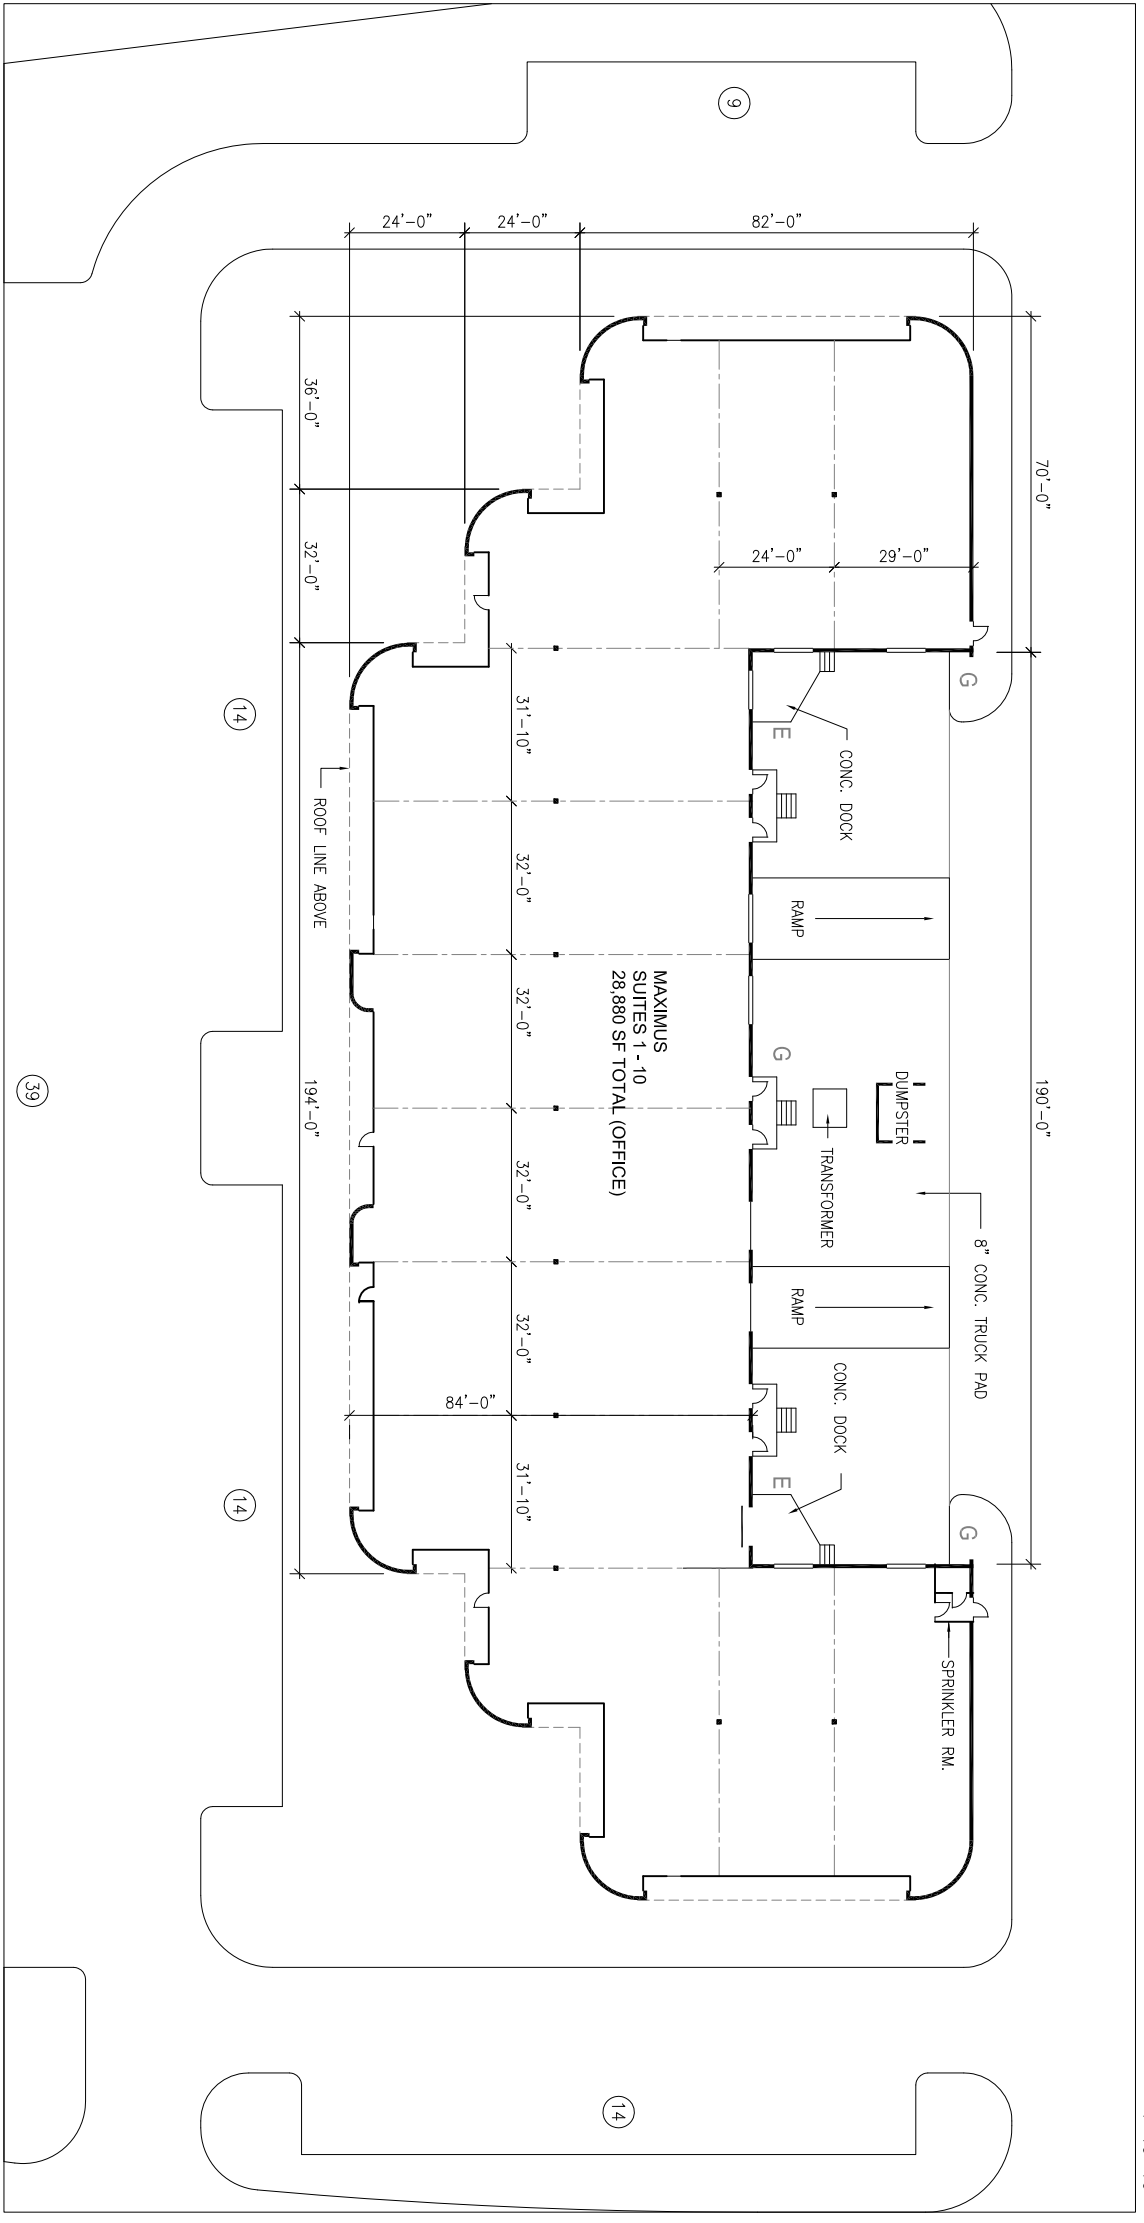 70'-0"
190'-0"
8" CONC. TRUCK PAD
G
G
SPRINKLER RM.
DUMPSTER
29'-0"
CONC. DOCK
CONC. DOCK
TRANSFORMER
RAMP
RAMP
82'-0"
24'-0"
E
G
E
9
MAXIMUS
SUITES 1 - 10
28,880 SF TOTAL (OFFICE)
14
24'-0"
31'-10"
32'-0"
32'-0"
32'-0"
32'-0"
31'-10"
84'-0"
24'-0"
ROOF LINE ABOVE
36'-0"
32'-0"
194'-0"
14
14
39